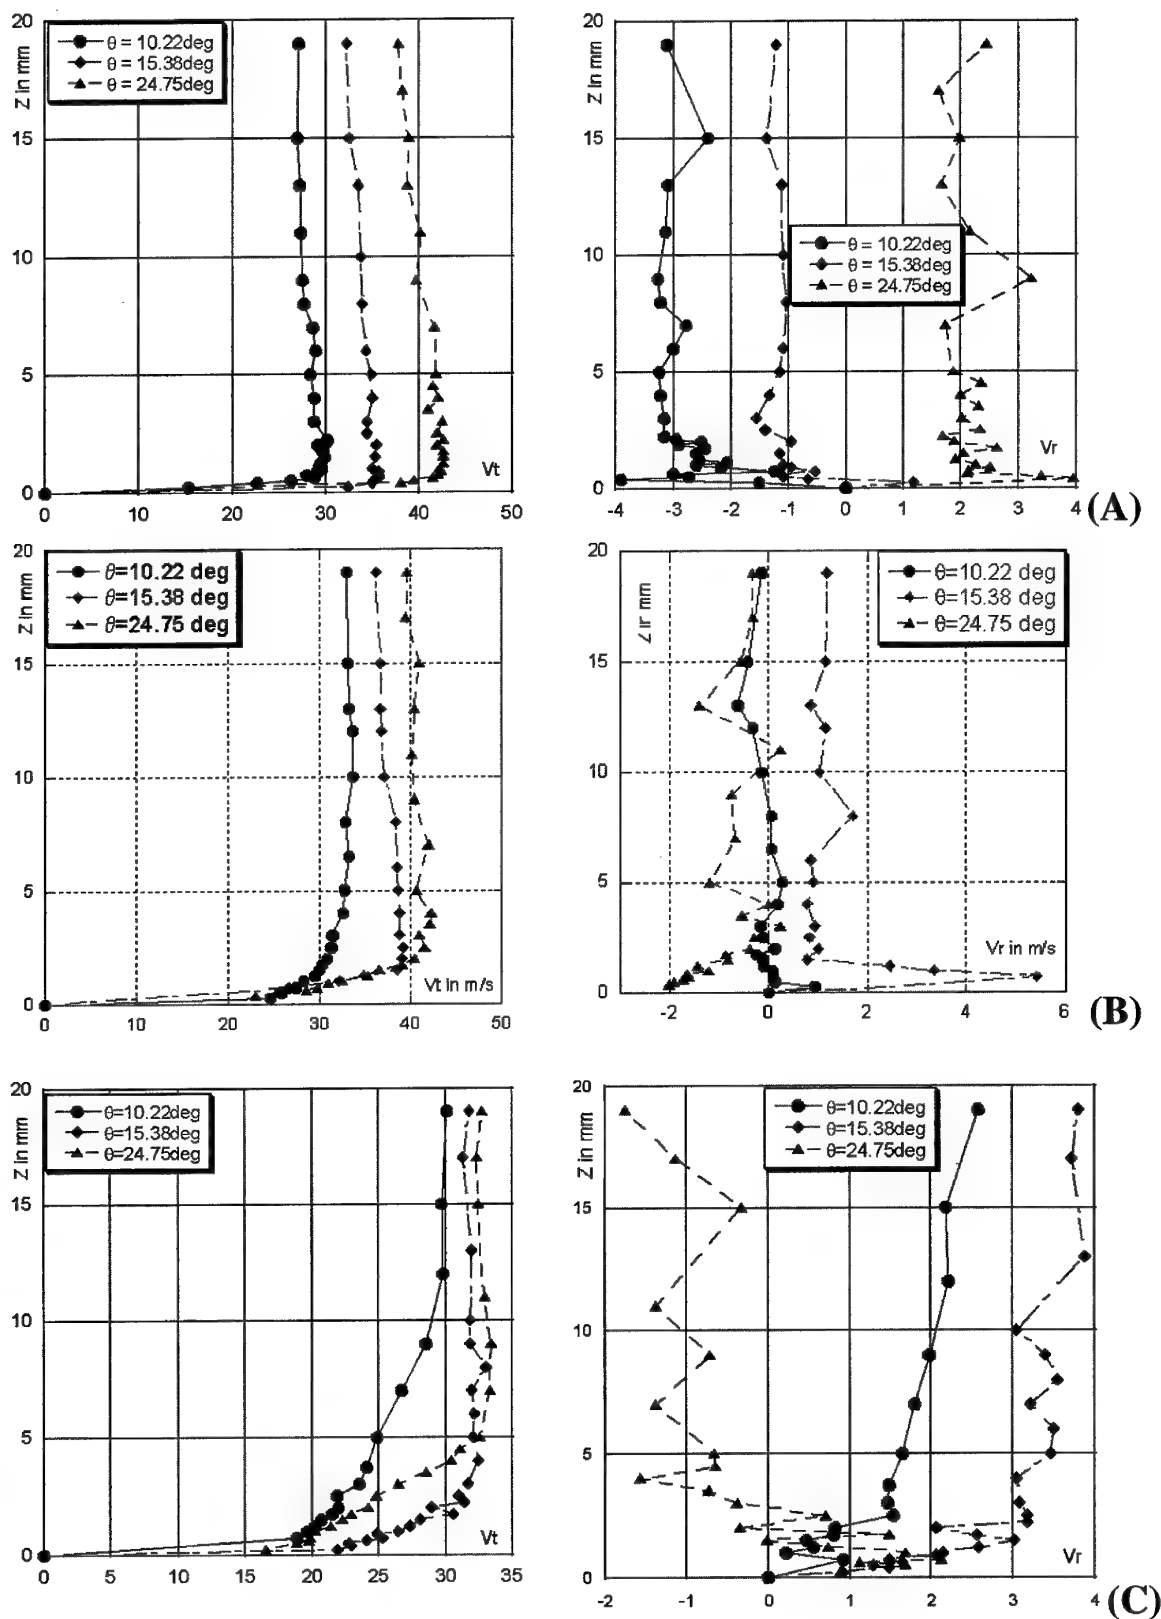 Z in mm
θ = 10.22deg
θ = 15.38deg
θ = 24.75deg
20
15
10
5
0
Vt
0 10 20 30 40 50
Z in mm
θ = 10.22deg
θ = 15.38deg
θ = 24.75deg
20
15
10
5
0
Vr
-4 -3 -2 -1 0 1 2 3 4
(A)
Z in mm
θ=10.22 deg
θ=15.38 deg
θ=24.75 deg
20
15
10
5
0
Vt in m/s
0 10 20 30 40 50
in mm
θ=10.22 deg
θ=15.38 deg
θ=24.75 deg
20
15
10
5
0
Vr in m/s
-2 0 2 4 6
(B)
Z in mm
θ=10.22deg
θ=15.38deg
θ=24.75deg
20
15
10
5
0
Vt
0 5 10 15 20 25 30 35
Z in mm
θ=10.22deg
θ=15.38deg
θ=24.75deg
20
15
10
5
0
Vr
-2 -1 0 1 2 3 4
(C)